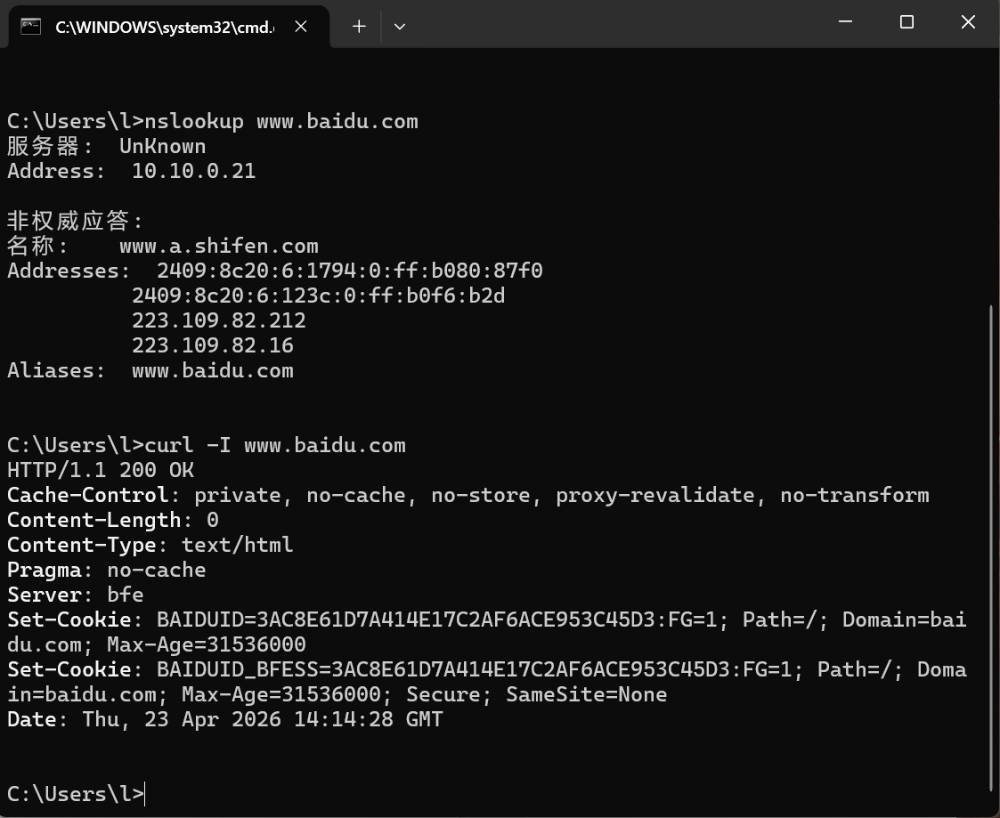 C:\WINDOWS\system32\cmd.
C:\Users\l>nslookup www.baidu.com
服务器:  UnKnown
Address:  10.10.0.21
非权威应答:
名称:    www.a.shifen.com
Addresses:  2409:8c20:6:1794:0:ff:b080:87f0
          2409:8c20:6:123c:0:ff:b0f6:b2d
          223.109.82.212
          223.109.82.16
Aliases:  www.baidu.com
C:\Users\l>curl -I www.baidu.com
HTTP/1.1 200 OK
Cache-Control: private, no-cache, no-store, proxy-revalidate, no-transform
Content-Length: 0
Content-Type: text/html
Pragma: no-cache
Server: bfe
Set-Cookie: BAIDUID=3AC8E61D7A414E17C2AF6ACE953C45D3:FG=1; Path=/; Domain=bai
du.com; Max-Age=31536000
Set-Cookie: BAIDUID_BFESS=3AC8E61D7A414E17C2AF6ACE953C45D3:FG=1; Path=/; Doma
in=baidu.com; Max-Age=31536000; Secure; SameSite=None
Date: Thu, 23 Apr 2026 14:14:28 GMT
C:\Users\l>